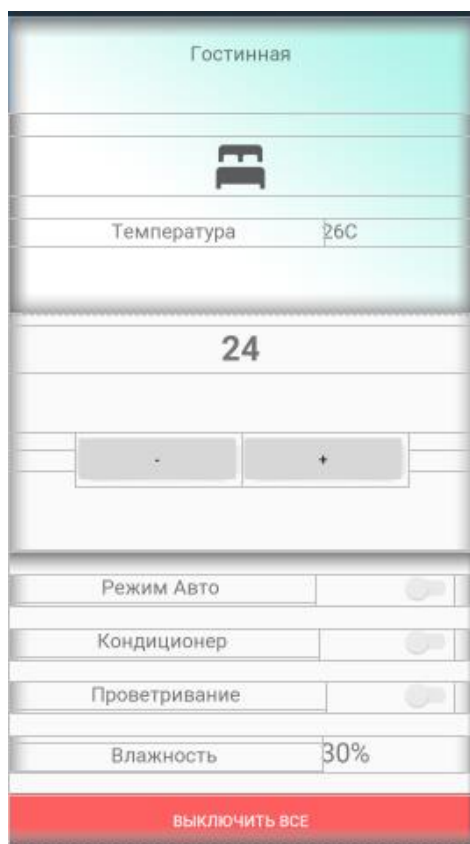 Гостинная
Температура 26C
24
- +
Режим Авто
Кондиционер
Проветривание
Влажность 30%
ВЫКЛЮЧИТЬ ВСЕ